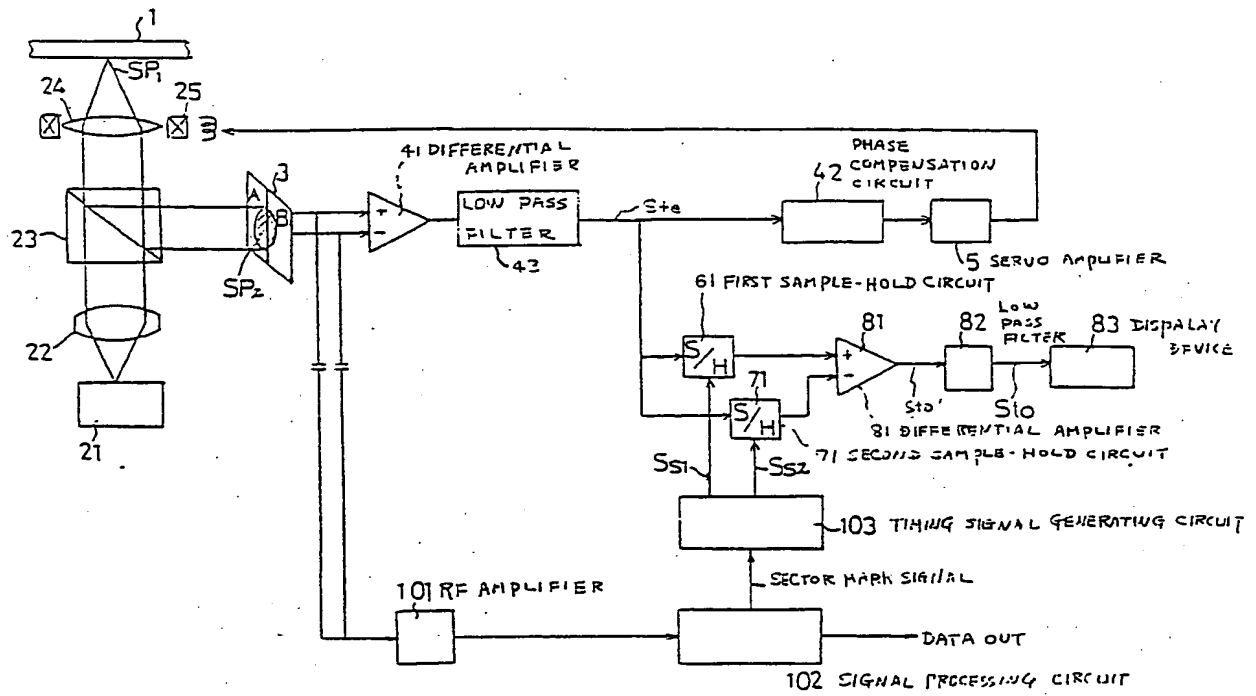 1
SP1
24
25
41 DIFFERENTIAL
AMPLIFIER
3
A
B
+
-
LOW PASS
FILTER
43
Ste
PHASE
COMPENSATION
CIRCUIT
42
5 SERVO AMPLIFIER
23
SP2
22
21
61 FIRST SAMPLE-HOLD CIRCUIT
S/H
71
S/H
81
+
-
LOW
PASS
FILTER
82
83 DISPALAY
DEVICE
Sto'
Sto
81 DIFFERENTIAL AMPLIFIER
71 SECOND SAMPLE-HOLD CIRCUIT
SS1
SS2
103 TIMING SIGNAL GENERATING CIRCUIT
SECTOR MARK SIGNAL
101 RF AMPLIFIER
DATA OUT
102 SIGNAL PROCESSING CIRCUIT